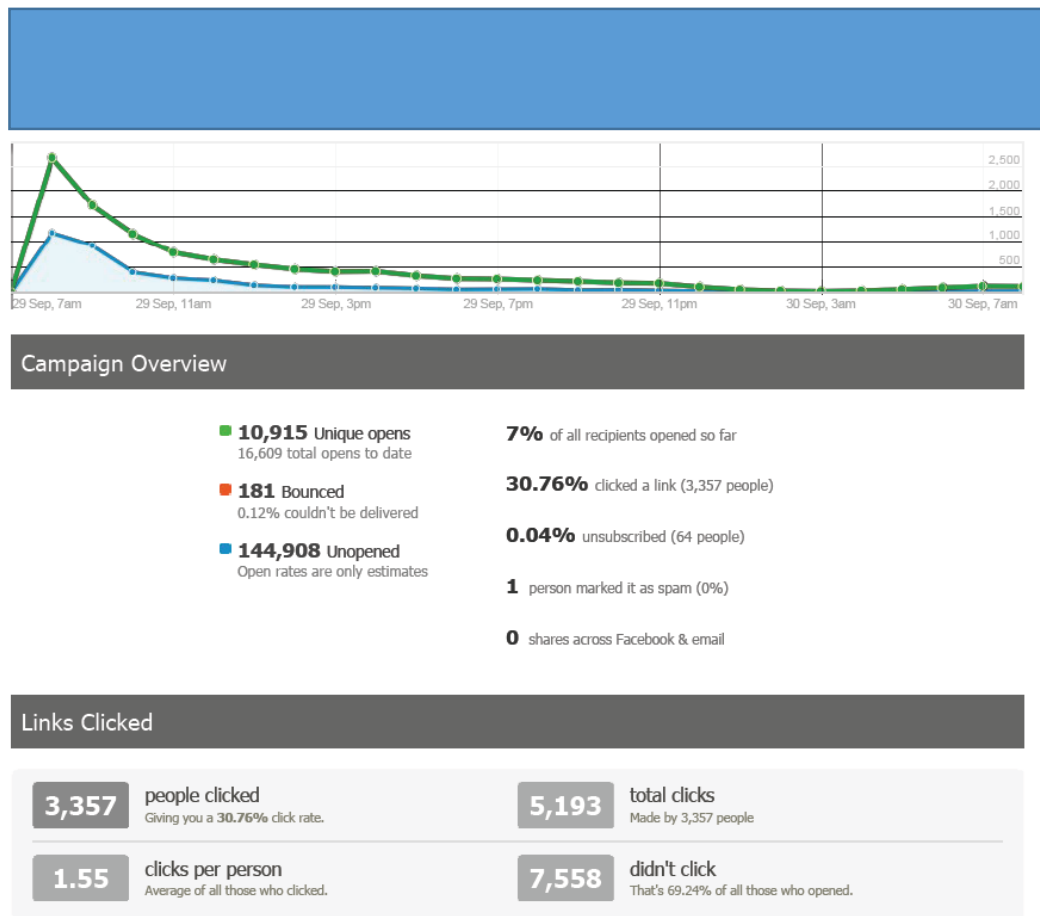 2,500
2,000
1,500
1,000
500
29 Sep, 7am 29 Sep, 11am 29 Sep, 3pm 29 Sep, 7pm 29 Sep, 11pm 30 Sep, 3am 30 Sep, 7am
Campaign Overview
10,915 Unique opens
16,609 total opens to date
181 Bounced
0.12% couldn't be delivered
144,908 Unopened
Open rates are only estimates
7% of all recipients opened so far
30.76% clicked a link (3,357 people)
0.04% unsubscribed (64 people)
1 person marked it as spam (0%)
0 shares across Facebook & email
Links Clicked
3,357 people clicked
Giving you a 30.76% click rate.
5,193 total clicks
Made by 3,357 people
1.55 clicks per person
Average of all those who clicked.
7,558 didn't click
That's 69.24% of all those who opened.